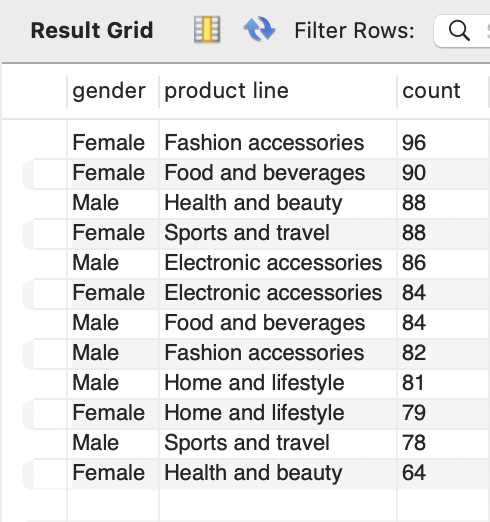 Result Grid Filter Rows:
gender product line count
Female Fashion accessories 96
Female Food and beverages 90
Male Health and beauty 88
Female Sports and travel 88
Male Electronic accessories 86
Female Electronic accessories 84
Male Food and beverages 84
Male Fashion accessories 82
Male Home and lifestyle 81
Female Home and lifestyle 79
Male Sports and travel 78
Female Health and beauty 64